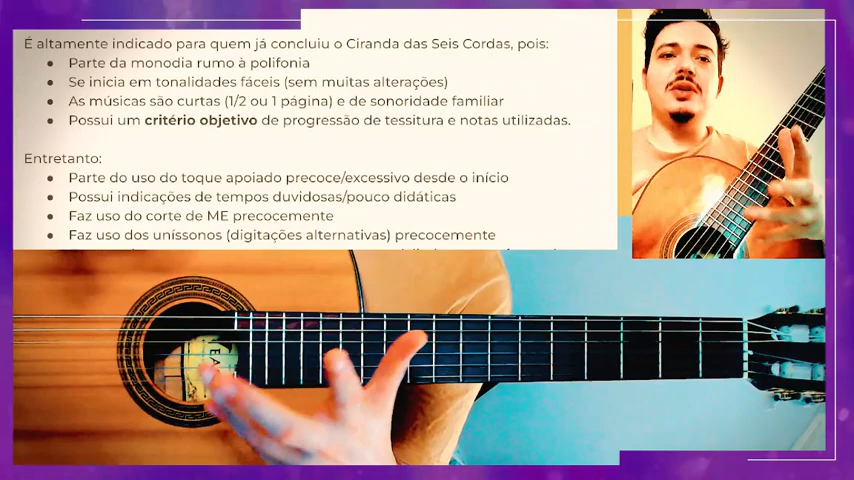 É altamente indicado para quem já concluiu o Ciranda das Seis Cordas, pois:
● Parte da monodia rumo à polifonia
● Se inicia em tonalidades fáceis (sem muitas alterações)
● As músicas são curtas (1/2 ou 1 página) e de sonoridade familiar
● Possui um critério objetivo de progressão de tessitura e notas utilizadas.
Entretanto:
● Parte do uso do toque apoiado precoce/excessivo desde o início
● Possui indicações de tempos duvidosas/pouco didáticas
● Faz uso do corte de ME precocemente
● Faz uso dos uníssonos (digitações alternativas) precocemente